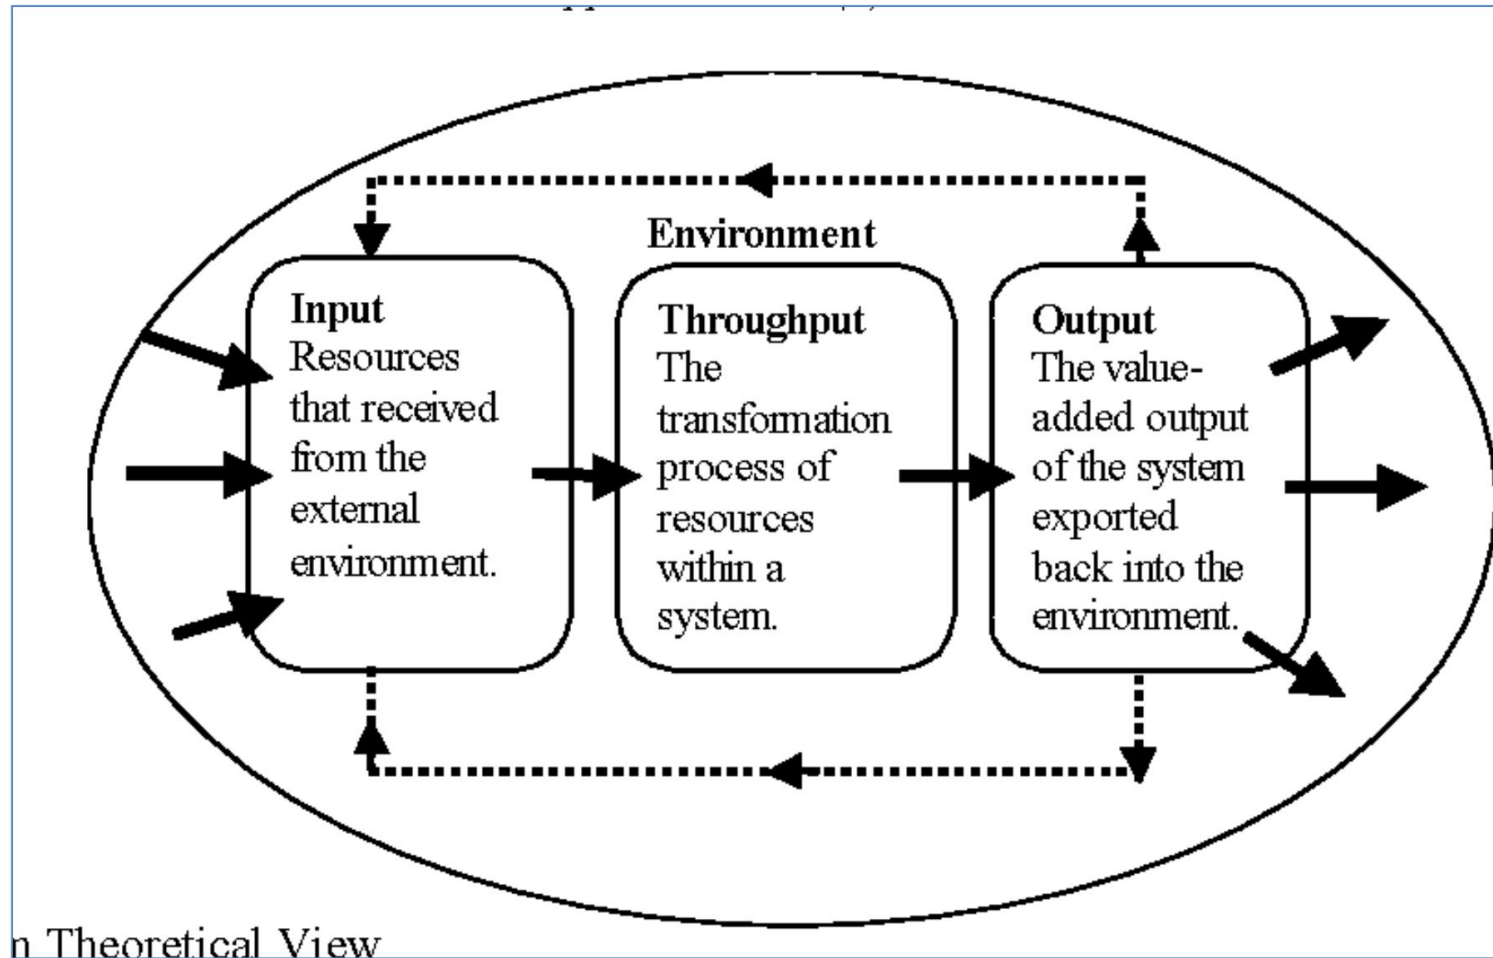 Environment
Input
Resources
that received
from the
external
environment.
Throughput
The
transformation
process of
resources
within a
system.
Output
The value-
added output
of the system
exported
back into the
environment.
n Theoretical View